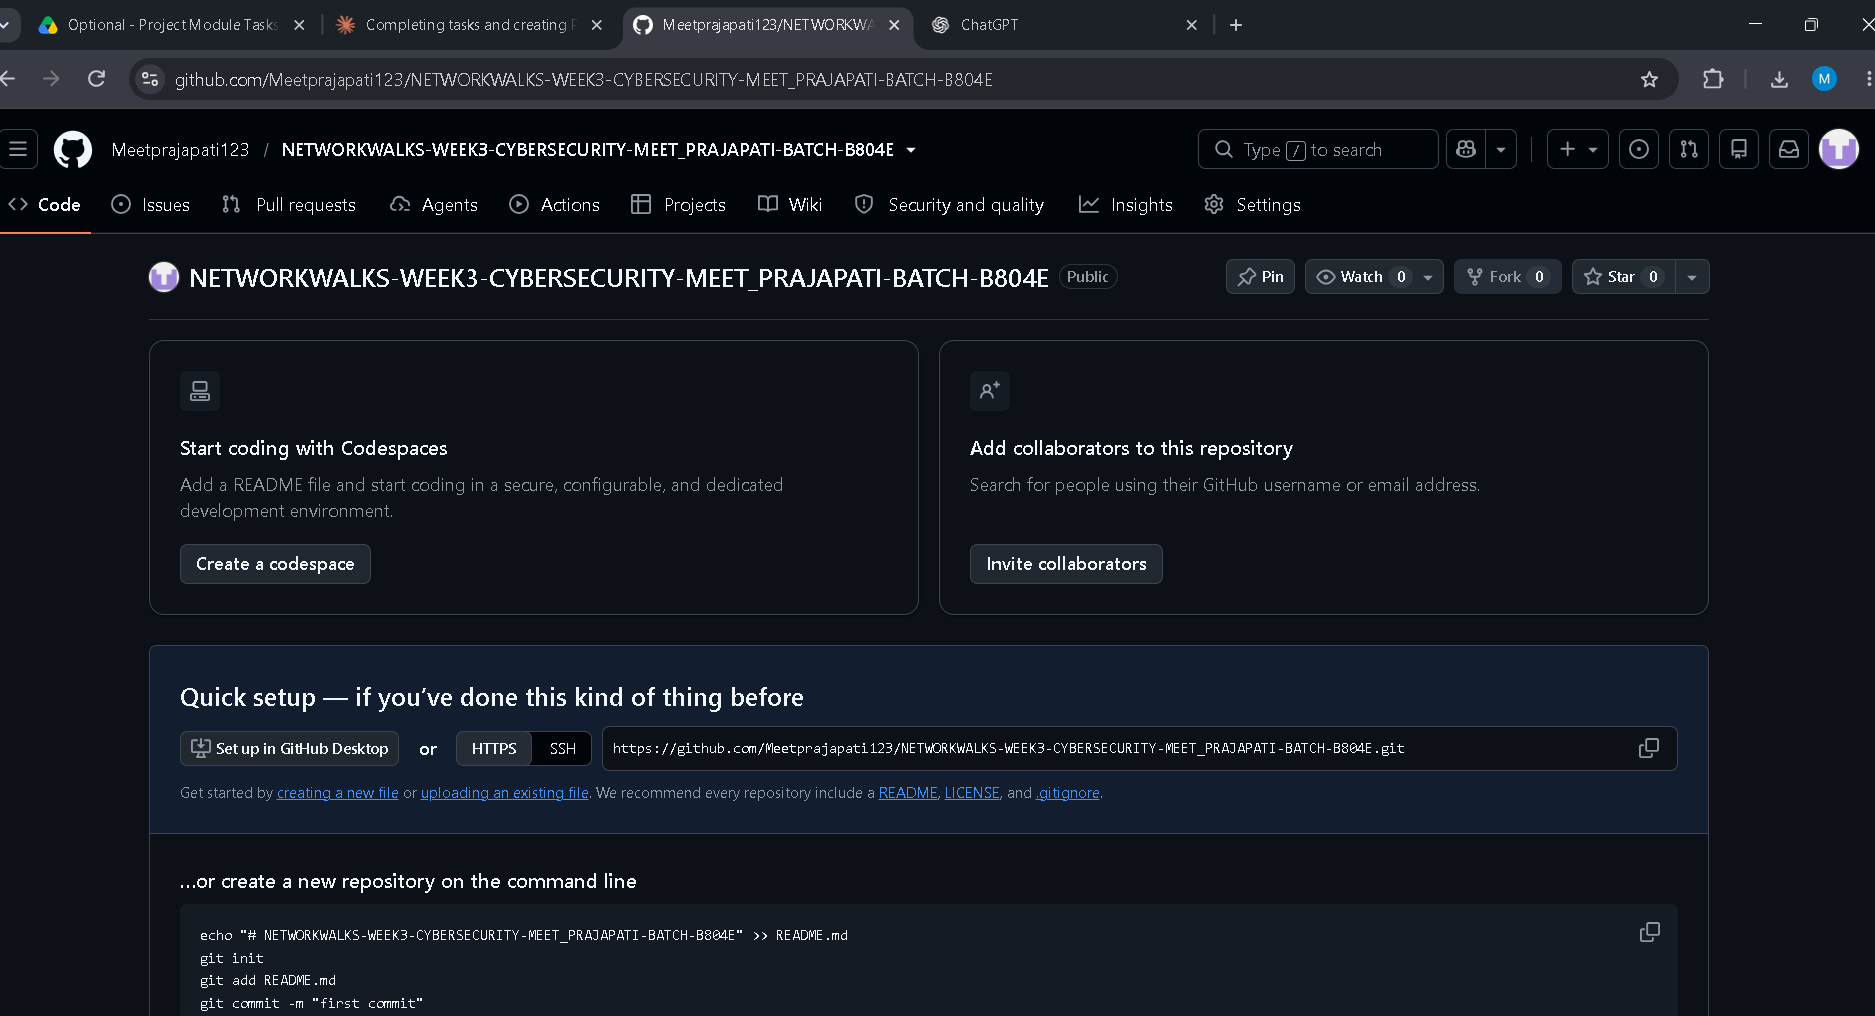 Optional - Project Module Tasks
Completing tasks and creating
Meetprajapati123/NETWORKWA
ChatGPT
github.com/Meetprajapati123/NETWORKWALKS-WEEK3-CYBERSECURITY-MEET_PRAJAPATI-BATCH-B804E
M
Meetprajapati123 / NETWORKWALKS-WEEK3-CYBERSECURITY-MEET_PRAJAPATI-BATCH-B804E
Type / to search
Code
Issues
Pull requests
Agents
Actions
Projects
Wiki
Security and quality
Insights
Settings
NETWORKWALKS-WEEK3-CYBERSECURITY-MEET_PRAJAPATI-BATCH-B804E Public
Pin
Watch 0
Fork 0
Star 0
Start coding with Codespaces
Add a README file and start coding in a secure, configurable, and dedicated
development environment.
Create a codespace
Add collaborators to this repository
Search for people using their GitHub username or email address.
Invite collaborators
Quick setup — if you’ve done this kind of thing before
Set up in GitHub Desktop or HTTPS SSH https://github.com/Meetprajapati123/NETWORKWALKS-WEEK3-CYBERSECURITY-MEET_PRAJAPATI-BATCH-B804E.git
Get started by creating a new file or uploading an existing file. We recommend every repository include a README, LICENSE, and .gitignore.
…or create a new repository on the command line
echo "# NETWORKWALKS-WEEK3-CYBERSECURITY-MEET_PRAJAPATI-BATCH-B804E" >> README.md
git init
git add README.md
git commit -m "first commit"